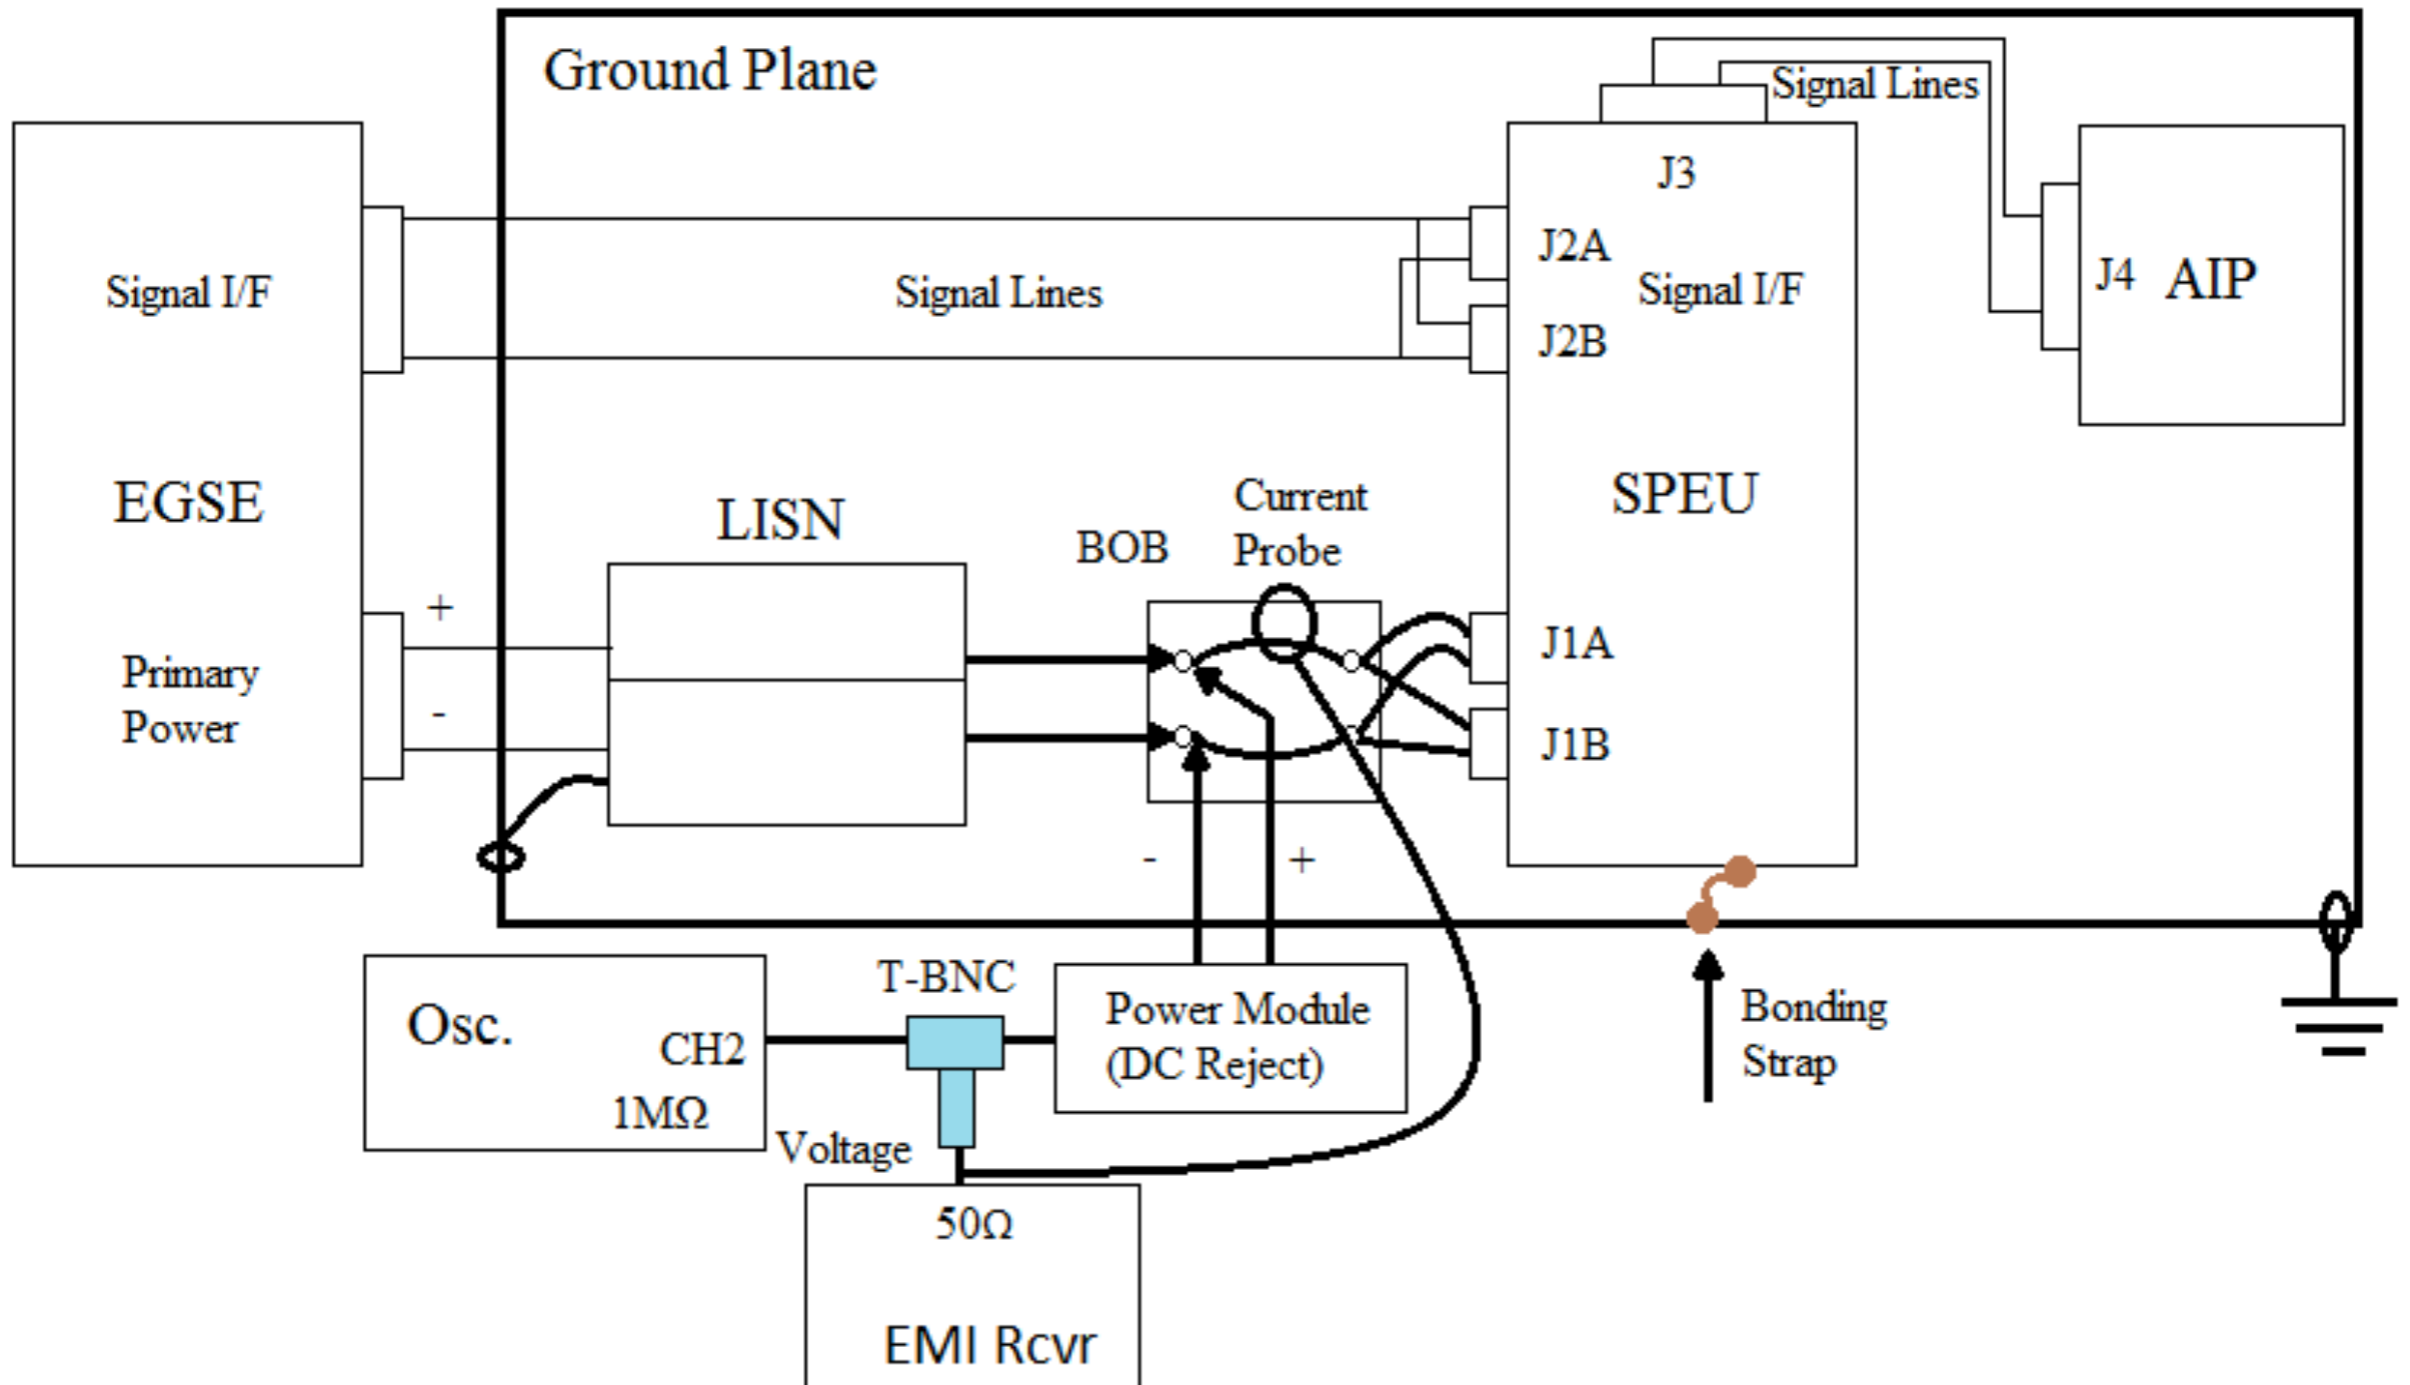 Ground Plane
Signal Lines
J3
J2A
Signal I/F
J2B
J4 AIP
Signal I/F
Signal Lines
EGSE
SPEU
LISN
BOB
Current
Probe
+
-
Primary
Power
J1A
J1B
-
+
Osc.
CH2
1MΩ
T-BNC
Power Module
(DC Reject)
Bonding
Strap
Voltage
50Ω
EMI Rcvr